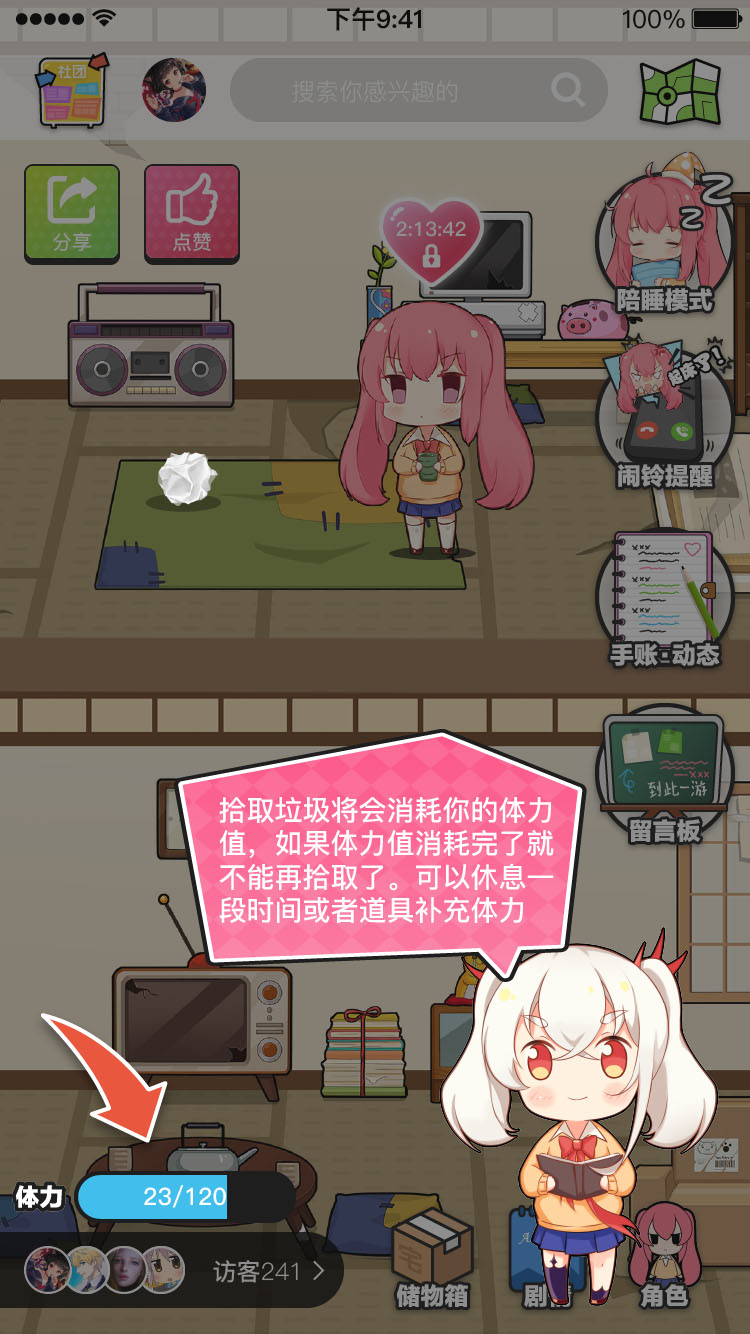 下午9:41
100%
社团
搜索你感兴趣的
分享
点赞
2:13:42
Z
Z
陪睡模式
起床了!
闹铃提醒
手账·动态
到此一游
留言板
拾取垃圾将会消耗你的体力
值，如果体力值消耗完了就
不能再拾取了。可以休息一
段时间或者道具补充体力
体力
23/120
访客241
宅
储物箱
角色